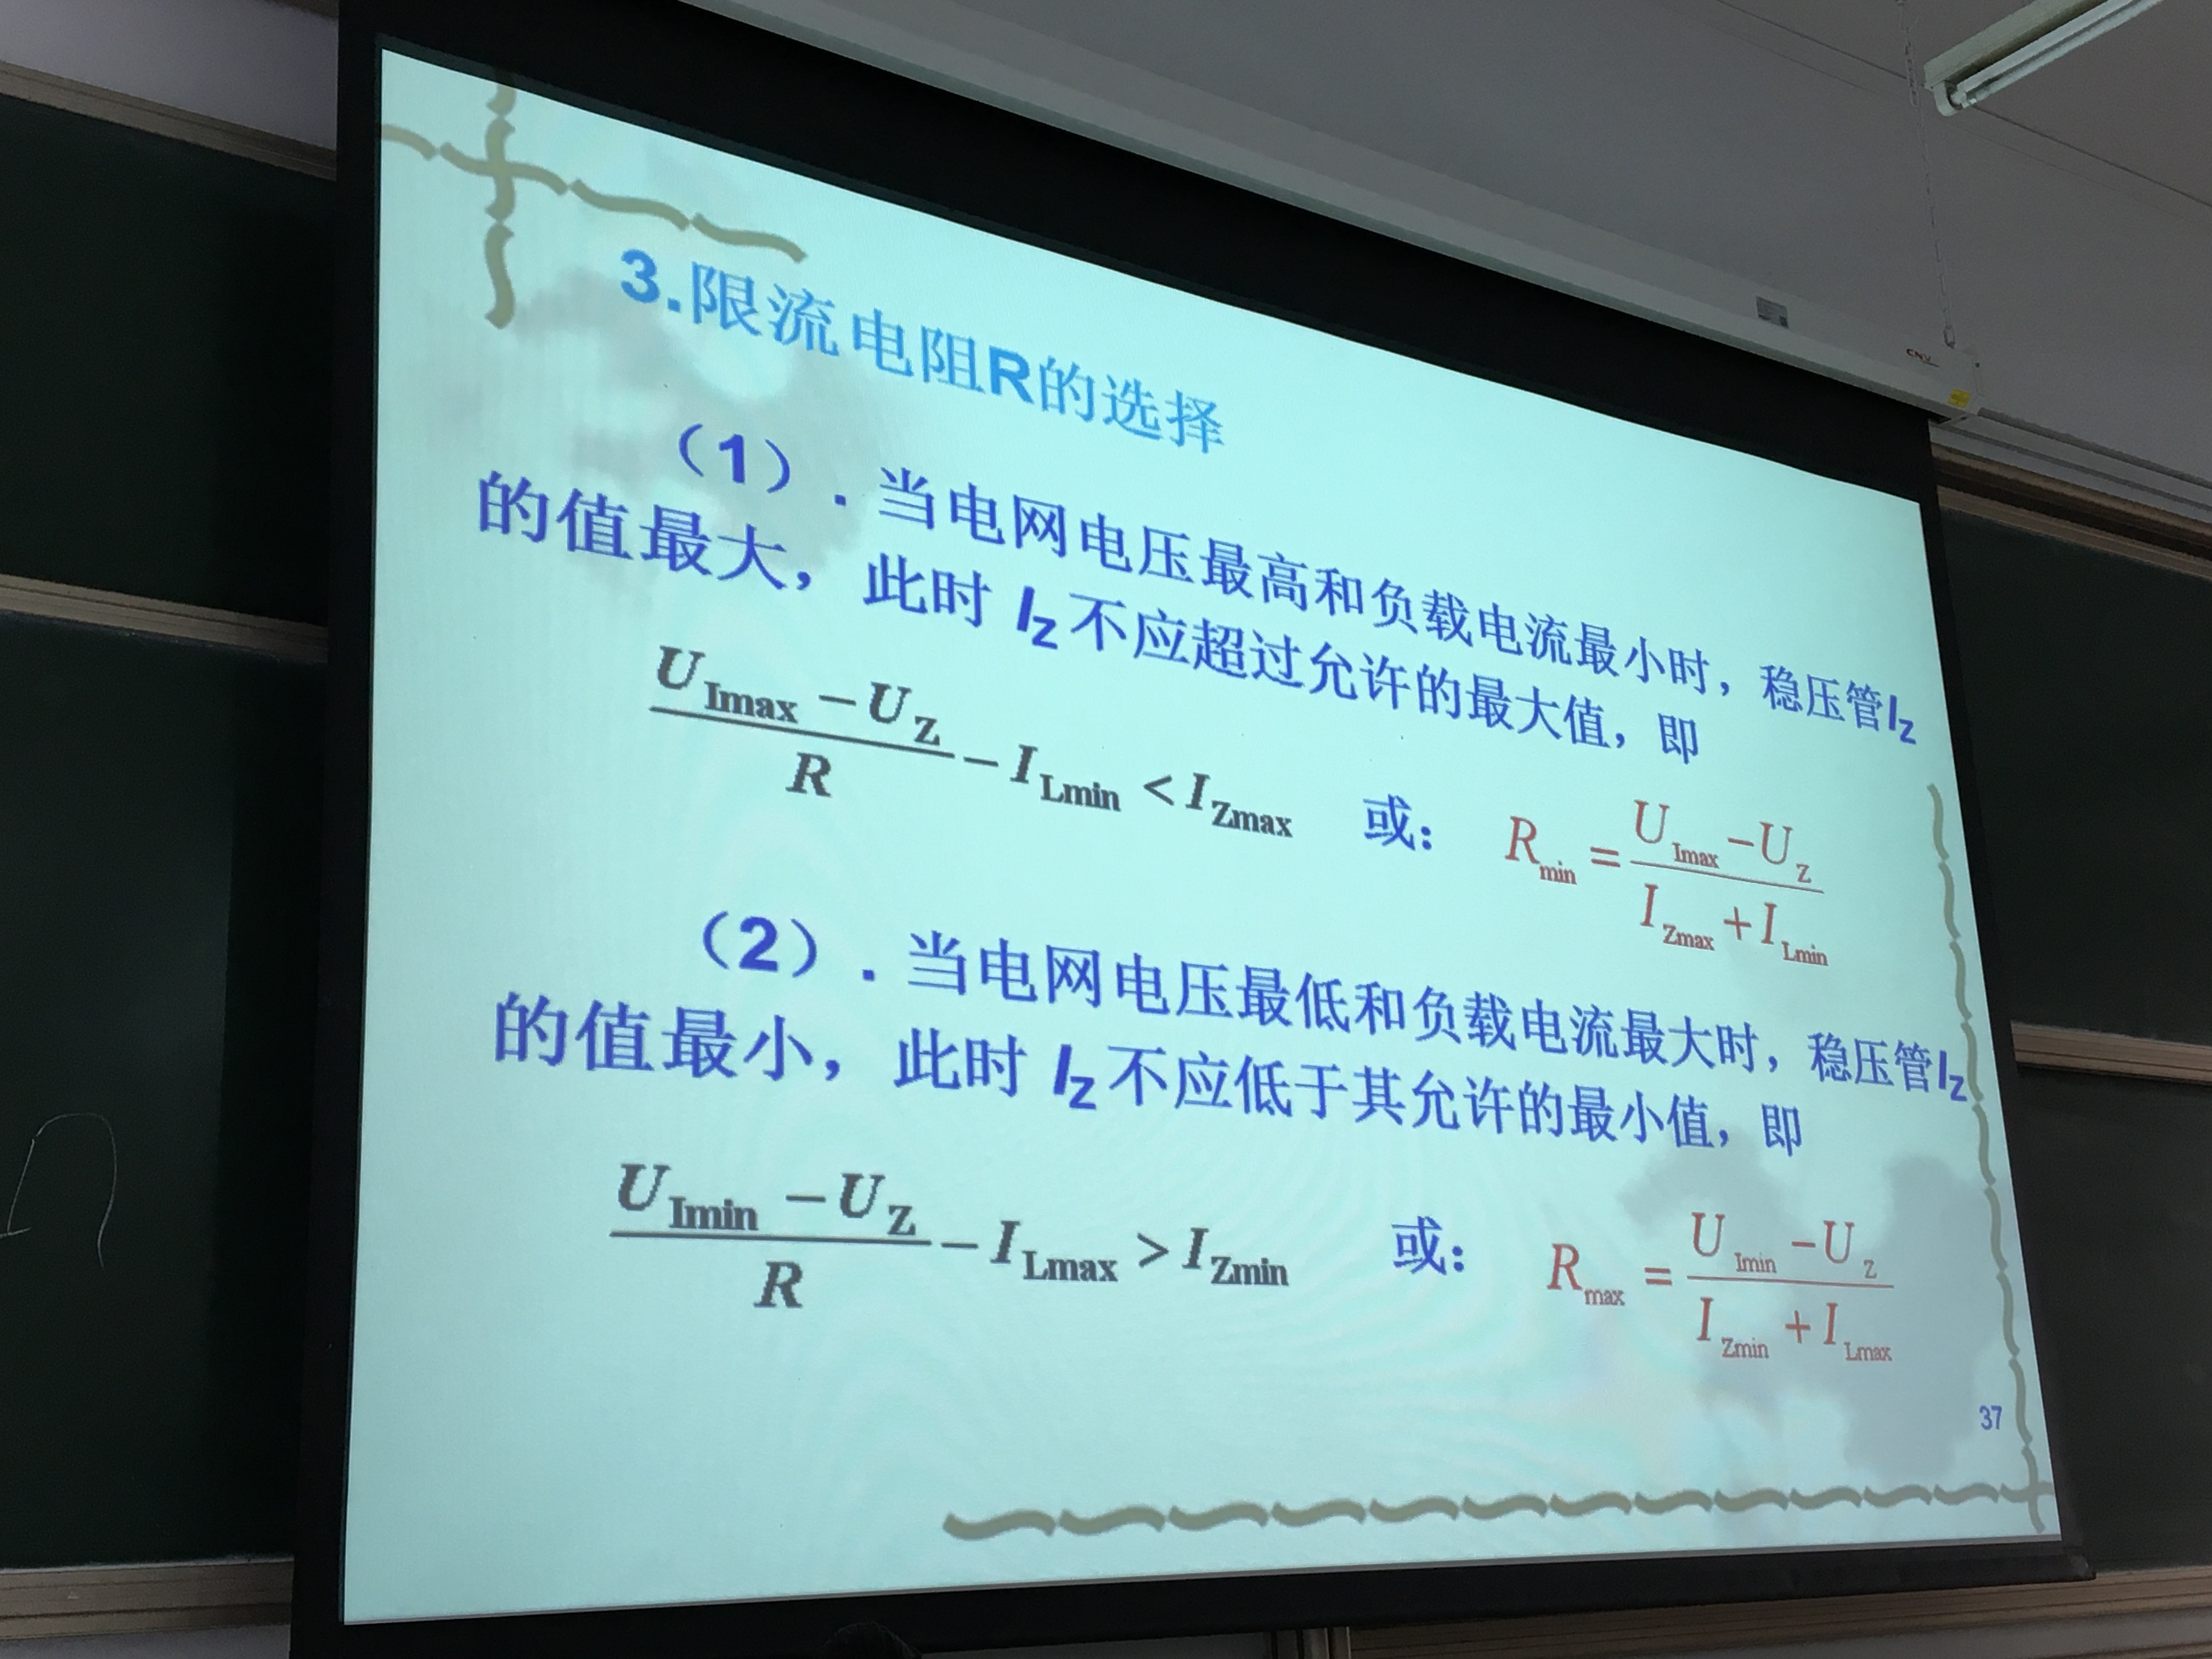 3.限流电阻R的选择
（1）. 当电网电压最高和负载电流最小时，稳压管I_Z
的值最大，此时 I_Z 不应超过允许的最大值，即
\frac{U_{Imax} - U_Z}{R} - I_{Lmin} < I_{Zmax} 或： R_{min} = \frac{U_{Imax} - U_Z}{I_{Zmax} + I_{Lmin}}
（2）. 当电网电压最低和负载电流最大时，稳压管I_Z
的值最小，此时 I_Z 不应低于其允许的最小值，即
\frac{U_{Imin} - U_Z}{R} - I_{Lmax} > I_{Zmin} 或： R_{max} = \frac{U_{Imin} - U_Z}{I_{Zmin} + I_{Lmax}}
37